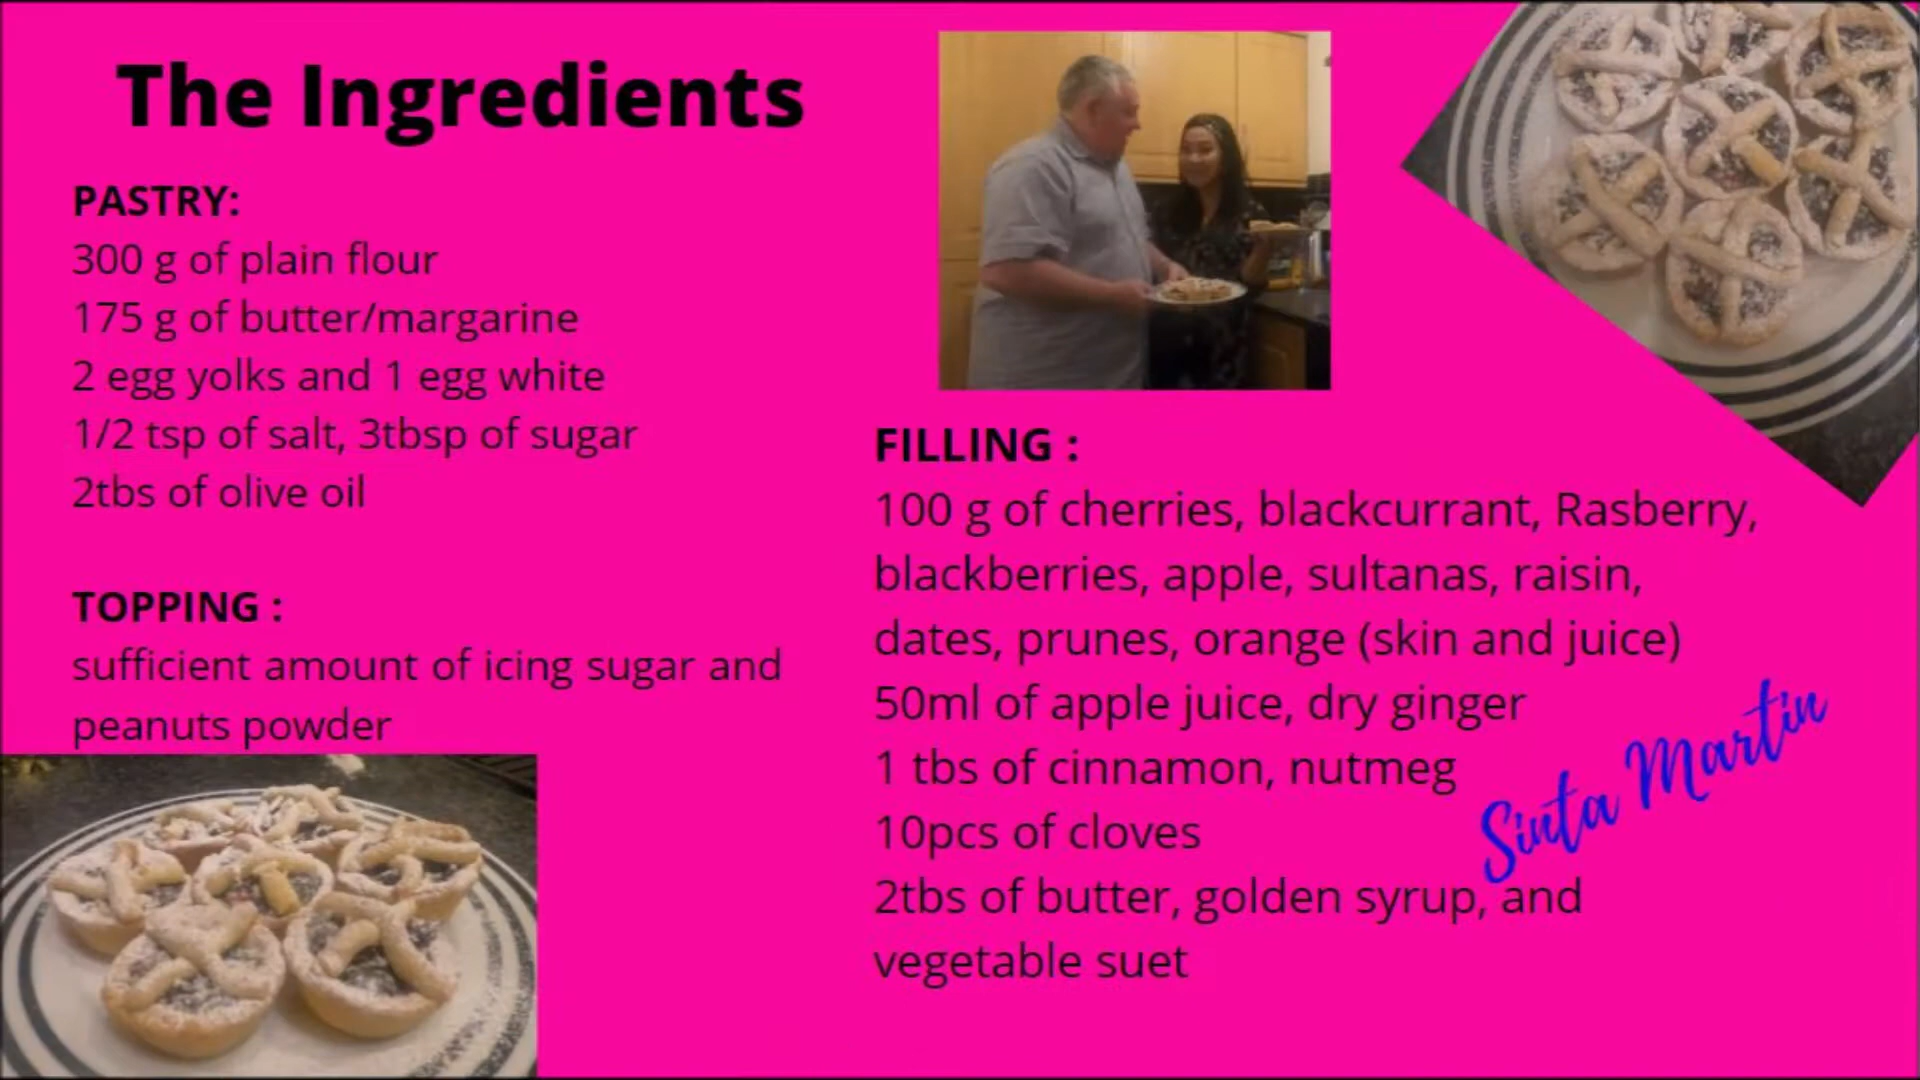 The Ingredients
PASTRY:
300 g of plain flour
175 g of butter/margarine
2 egg yolks and 1 egg white
1/2 tsp of salt, 3tbsp of sugar
2tbs of olive oil
TOPPING :
sufficient amount of icing sugar and
peanuts powder
FILLING :
100 g of cherries, blackcurrant, Rasberry,
blackberries, apple, sultanas, raisin,
dates, prunes, orange (skin and juice)
50ml of apple juice, dry ginger
1 tbs of cinnamon, nutmeg
10pcs of cloves
2tbs of butter, golden syrup, and
vegetable suet
Sinta Martin